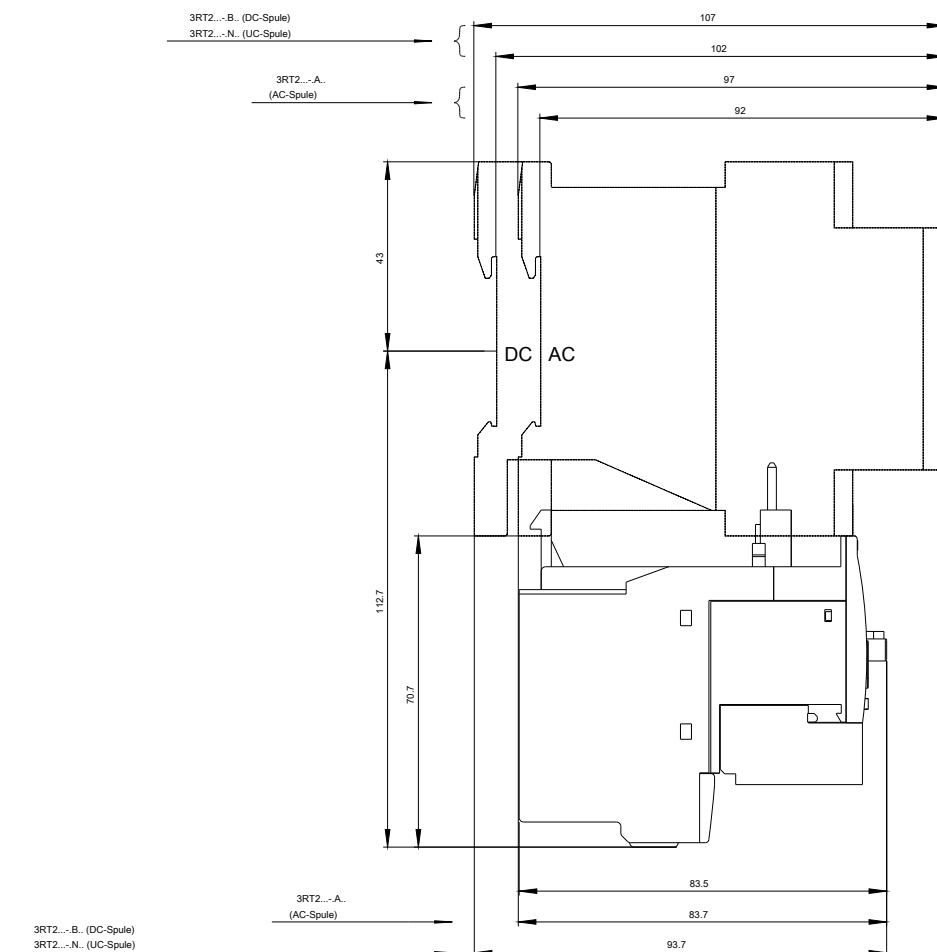 3RT2...-.B.. (DC-Spule)
107
3RT2...-.N.. (UC-Spule)
102
3RT2...-.A..
97
(AC-Spule)
92
43
DC AC
112.7
70.7
83.5
3RT2...-.A..
(AC-Spule)
83.7
3RT2...-.B.. (DC-Spule)
3RT2...-.N.. (UC-Spule)
93.7